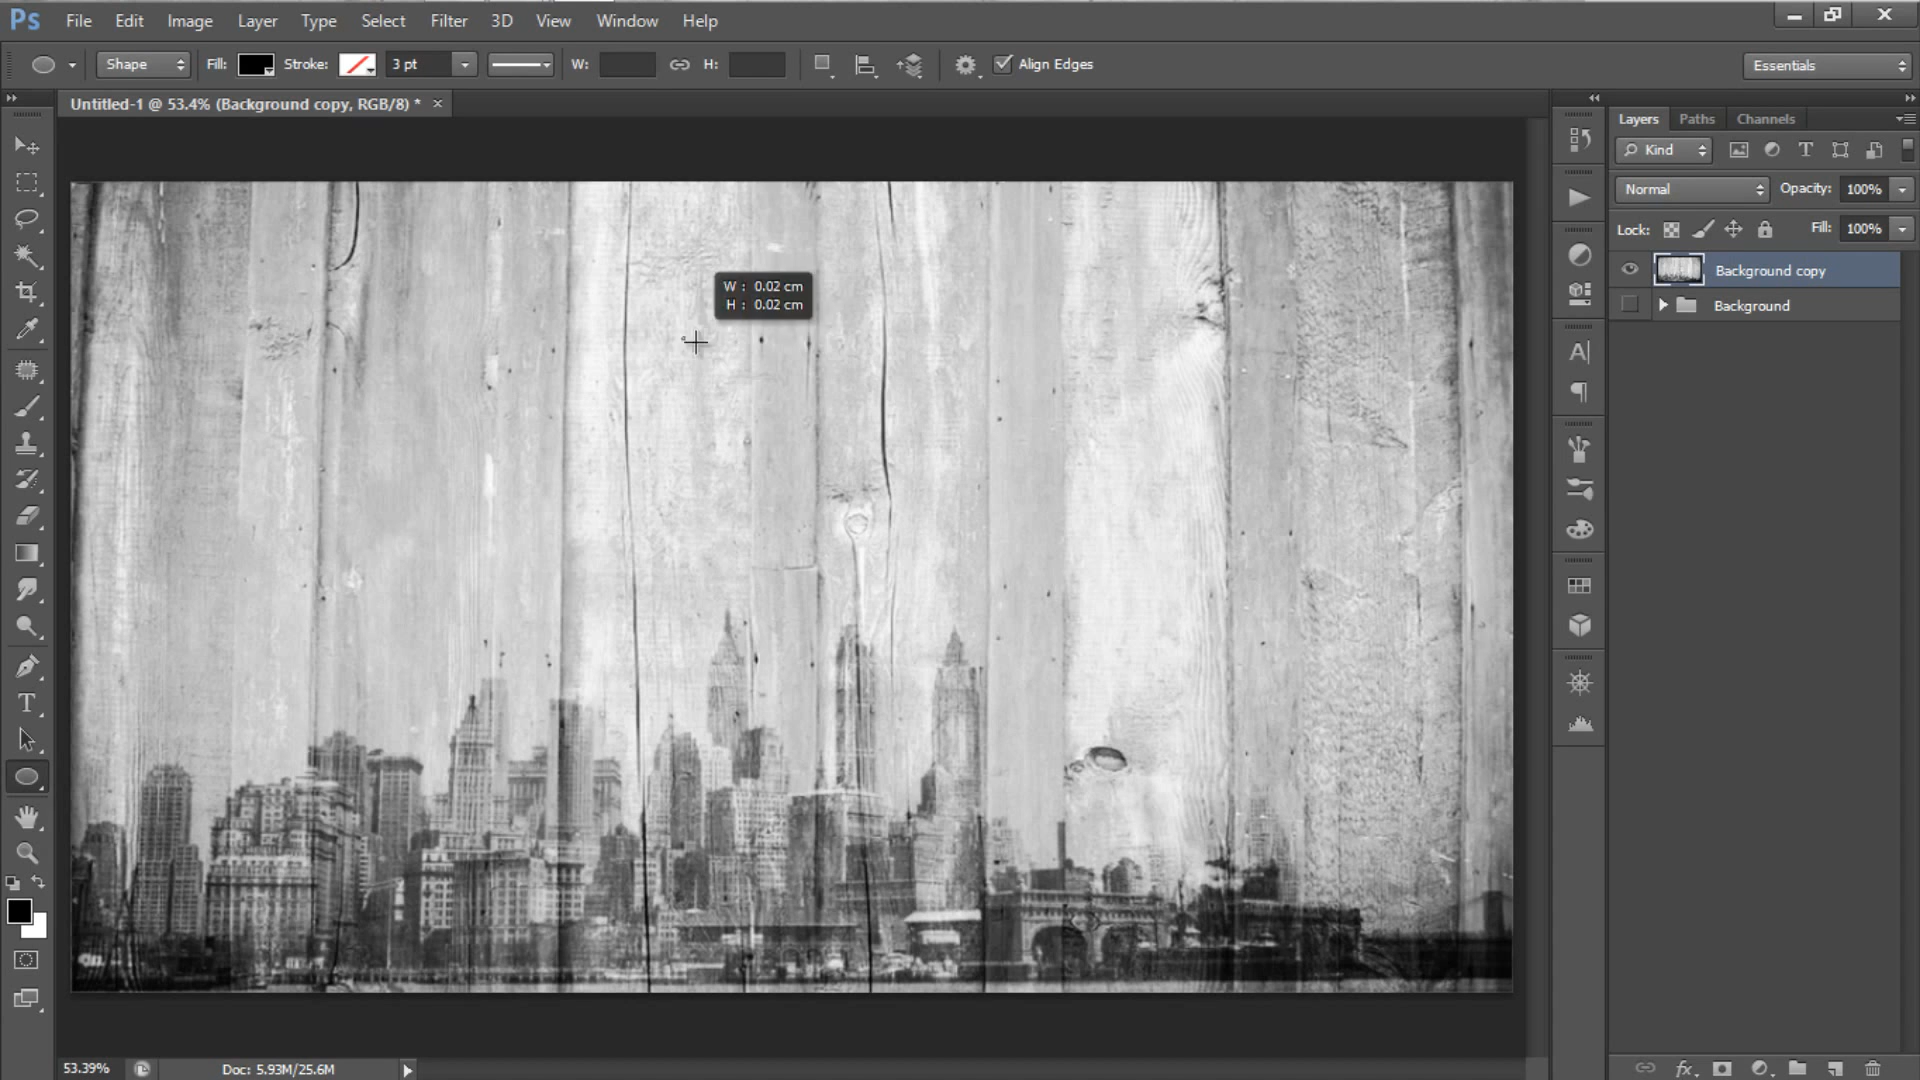 Ps File Edit Image Layer Type Select Filter 3D View Window Help
Shape Fill: Stroke: 3 pt W: H: Align Edges Essentials
Untitled-1 @ 53.4% (Background copy, RGB/8) * ×
Layers Paths Channels
Kind
Normal Opacity: 100%
Lock: Fill: 100%
Background copy
Background
W : 0.02 cm
H : 0.02 cm
53.39% Doc: 5.93M/25.6M